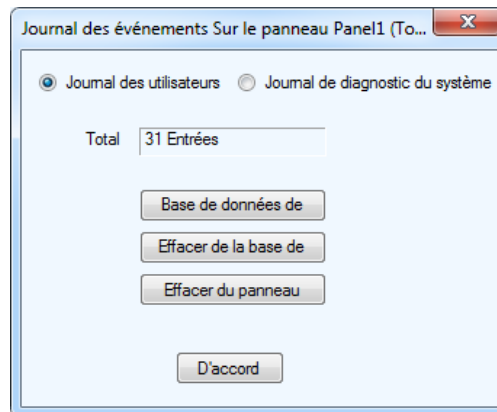 Journal des événements Sur le panneau Panel1 (To...
Journal des utilisateurs Journal de diagnostic du système
Total 31 Entrées
Base de données de
Effacer de la base de
Effacer du panneau
D'accord